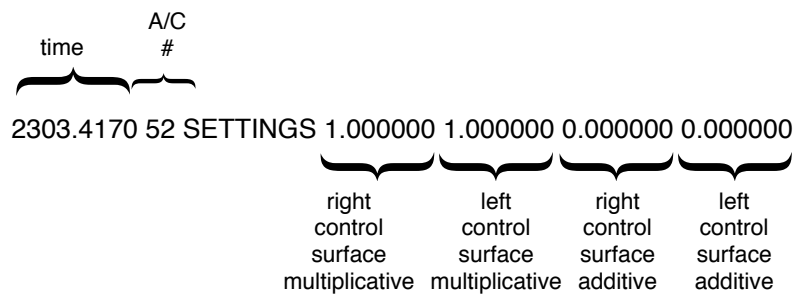 A/C
time #
2303.4170 52 SETTINGS 1.000000 1.000000 0.000000 0.000000
right left right left
control control control control
surface surface surface surface
multiplicative multiplicative additive additive